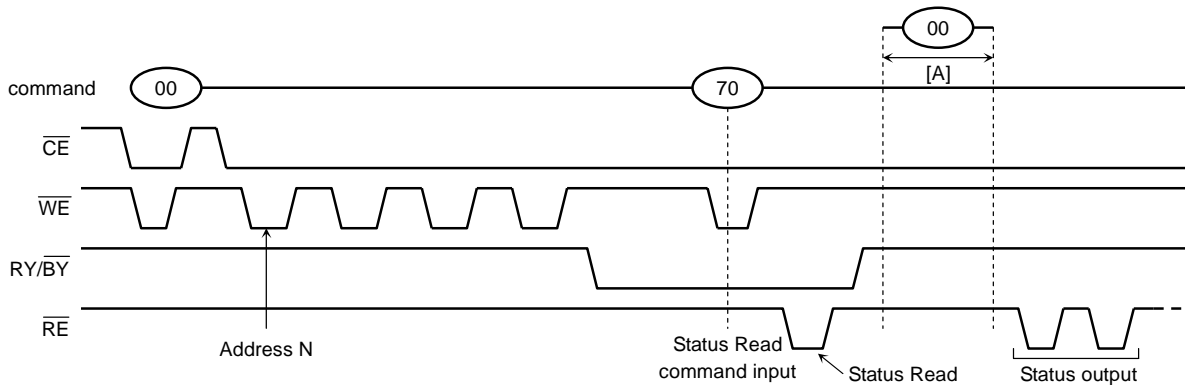 00
[A]
command
00
70
CE
WE
RY/BY
RE
Address N
Status Read
command input
Status Read
Status output